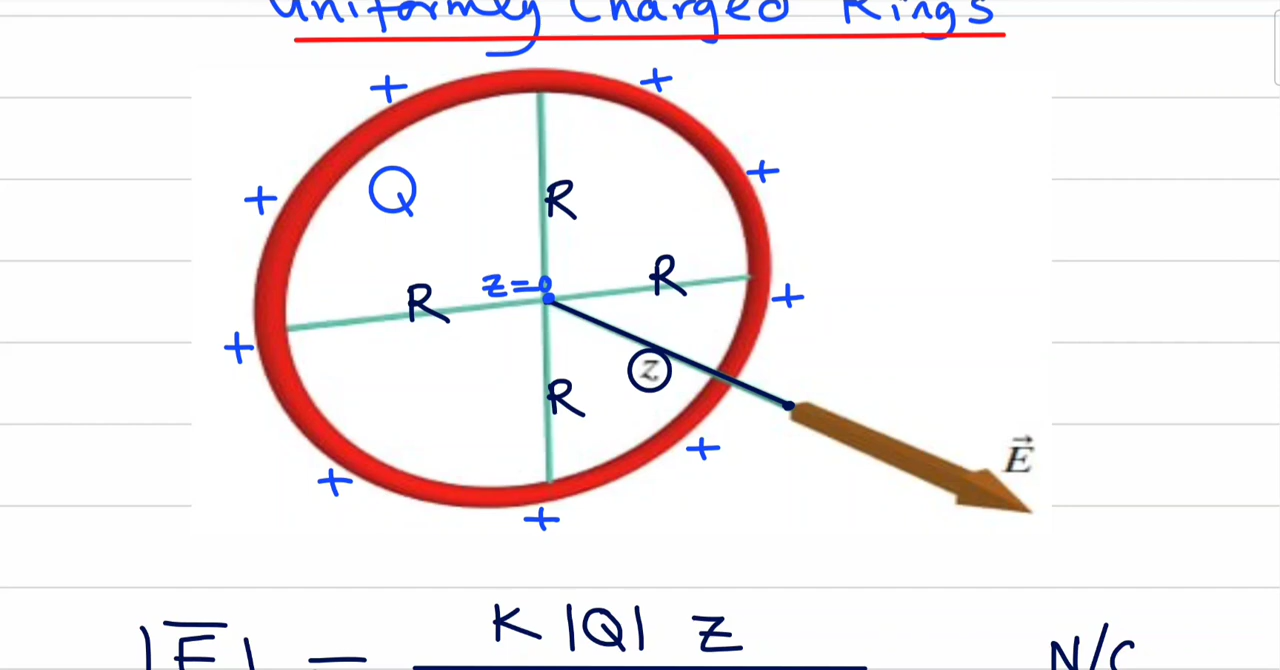 Uniformly Charged Rings
+ +
+ Q R +
z=0 R
R +
+ z
R
+ E⃗
+
+
K |Q| z
|E| = N/C